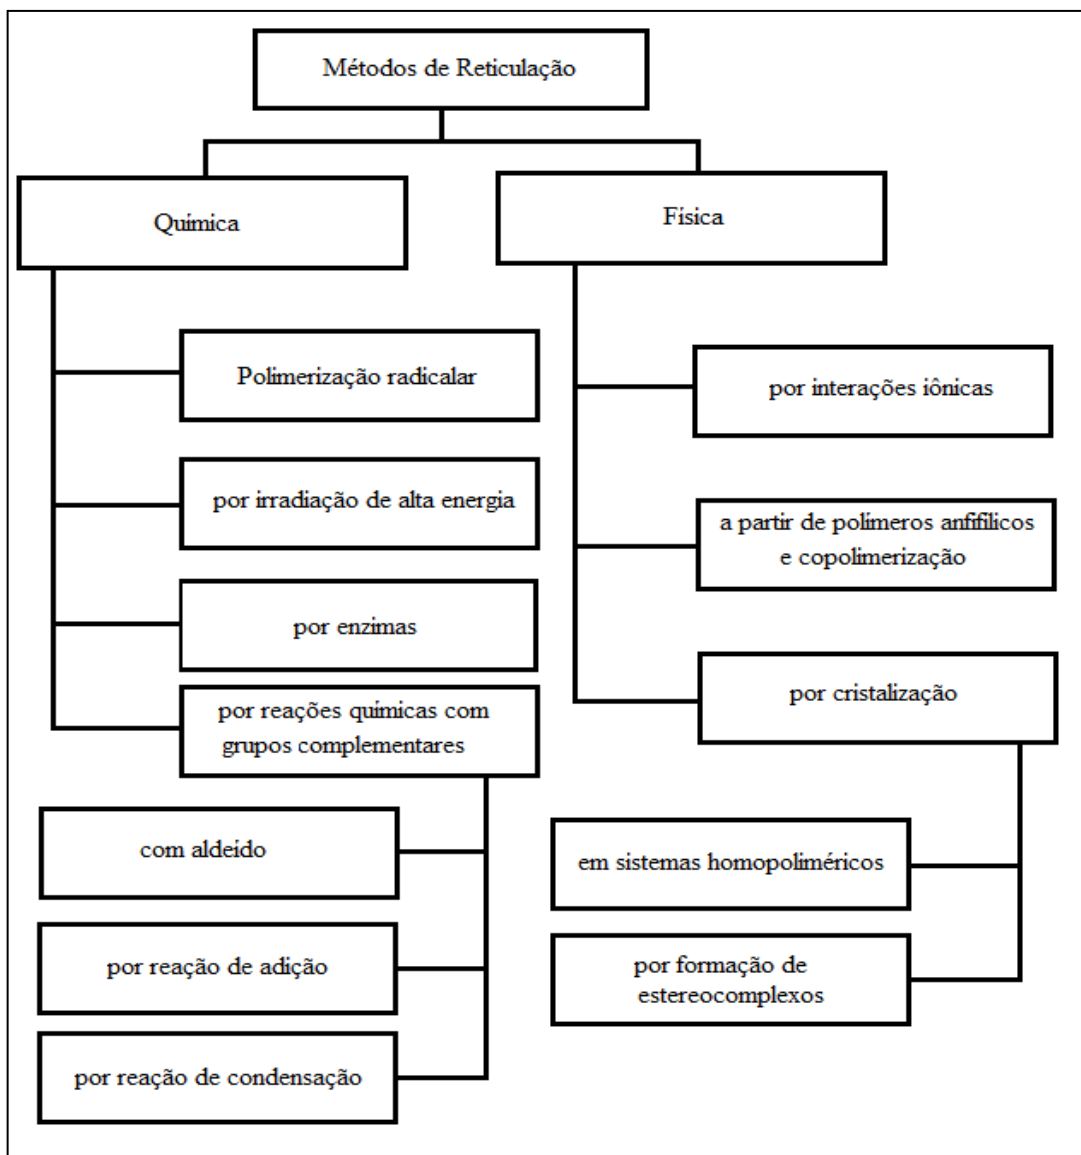 Métodos de Reticulação
Química
Física
Polimerização radicalar
por irradiação de alta energia
por enzimas
por reações químicas com
grupos complementares
com aldeído
por reação de adição
por reação de condensação
por interações iônicas
a partir de polímeros anfifílicos
e copolimerização
por cristalização
em sistemas homopoliméricos
por formação de
estereocomplexos